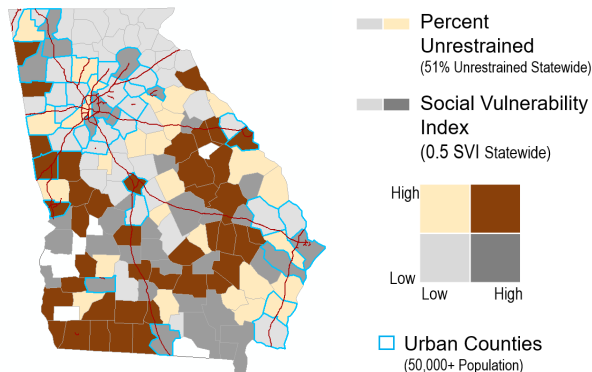 Percent
Unrestrained
(51% Unrestrained Statewide)
Social Vulnerability
Index
(0.5 SVI Statewide)
High
Low
Low
High
Urban Counties
(50,000+ Population)